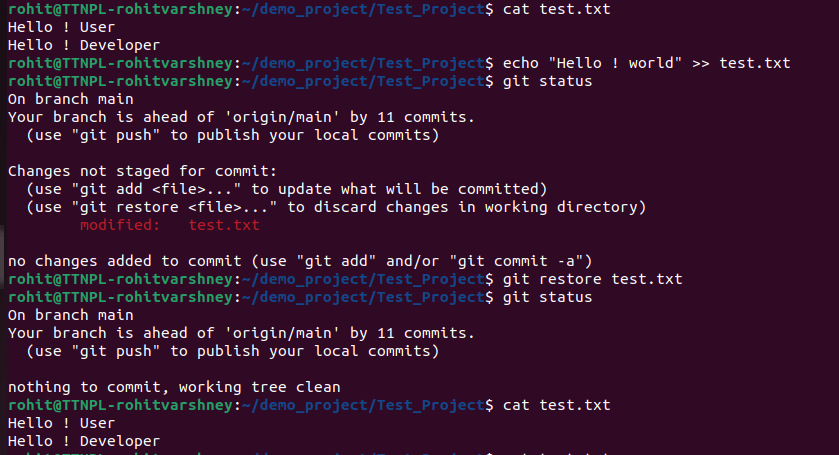 rohit@TTNPL-rohitvarshney:~/demo_project/Test_Project$ cat test.txt
Hello ! User
Hello ! Developer
rohit@TTNPL-rohitvarshney:~/demo_project/Test_Project$ echo "Hello ! world" >> test.txt
rohit@TTNPL-rohitvarshney:~/demo_project/Test_Project$ git status
On branch main
Your branch is ahead of 'origin/main' by 11 commits.
  (use "git push" to publish your local commits)

Changes not staged for commit:
  (use "git add <file>..." to update what will be committed)
  (use "git restore <file>..." to discard changes in working directory)
        modified:   test.txt

no changes added to commit (use "git add" and/or "git commit -a")
rohit@TTNPL-rohitvarshney:~/demo_project/Test_Project$ git restore test.txt
rohit@TTNPL-rohitvarshney:~/demo_project/Test_Project$ git status
On branch main
Your branch is ahead of 'origin/main' by 11 commits.
  (use "git push" to publish your local commits)

nothing to commit, working tree clean
rohit@TTNPL-rohitvarshney:~/demo_project/Test_Project$ cat test.txt
Hello ! User
Hello ! Developer